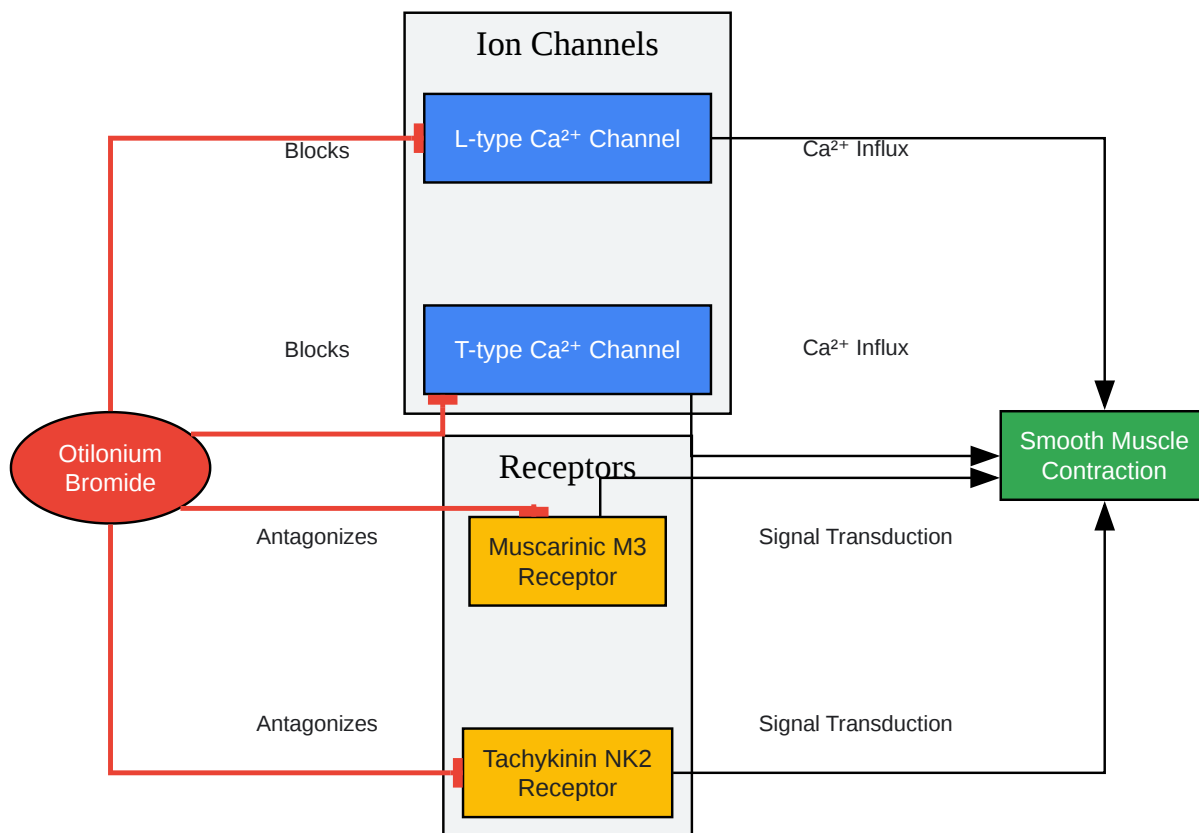 Ion Channels
L-type Ca²⁺ Channel
Blocks
Ca²⁺ Influx
T-type Ca²⁺ Channel
Blocks
Ca²⁺ Influx
Otilonium
Bromide
Smooth Muscle
Contraction
Receptors
Antagonizes
Muscarinic M3
Receptor
Signal Transduction
Antagonizes
Tachykinin NK2
Receptor
Signal Transduction